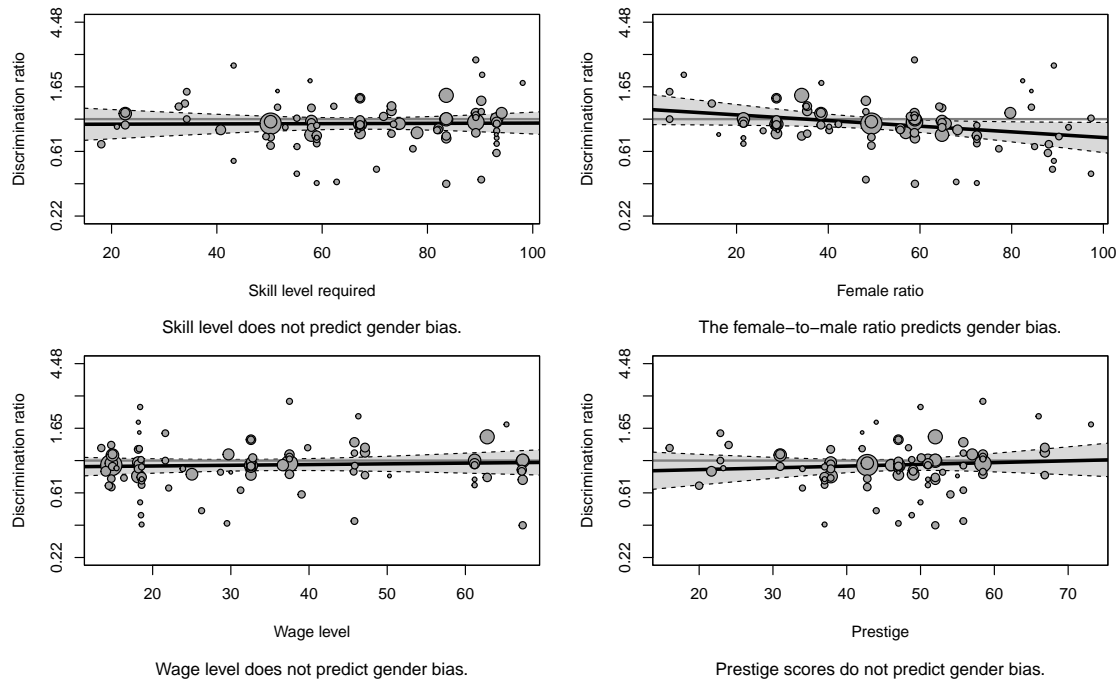 4.48
1.65
0.61
0.22
Discrimination ratio
20 40 60 80 100
Skill level required
Skill level does not predict gender bias.
4.48
1.65
0.61
0.22
Discrimination ratio
20 40 60 80 100
Female ratio
The female−to−male ratio predicts gender bias.
4.48
1.65
0.61
0.22
Discrimination ratio
20 30 40 50 60
Wage level
Wage level does not predict gender bias.
4.48
1.65
0.61
0.22
Discrimination ratio
20 30 40 50 60 70
Prestige
Prestige scores do not predict gender bias.